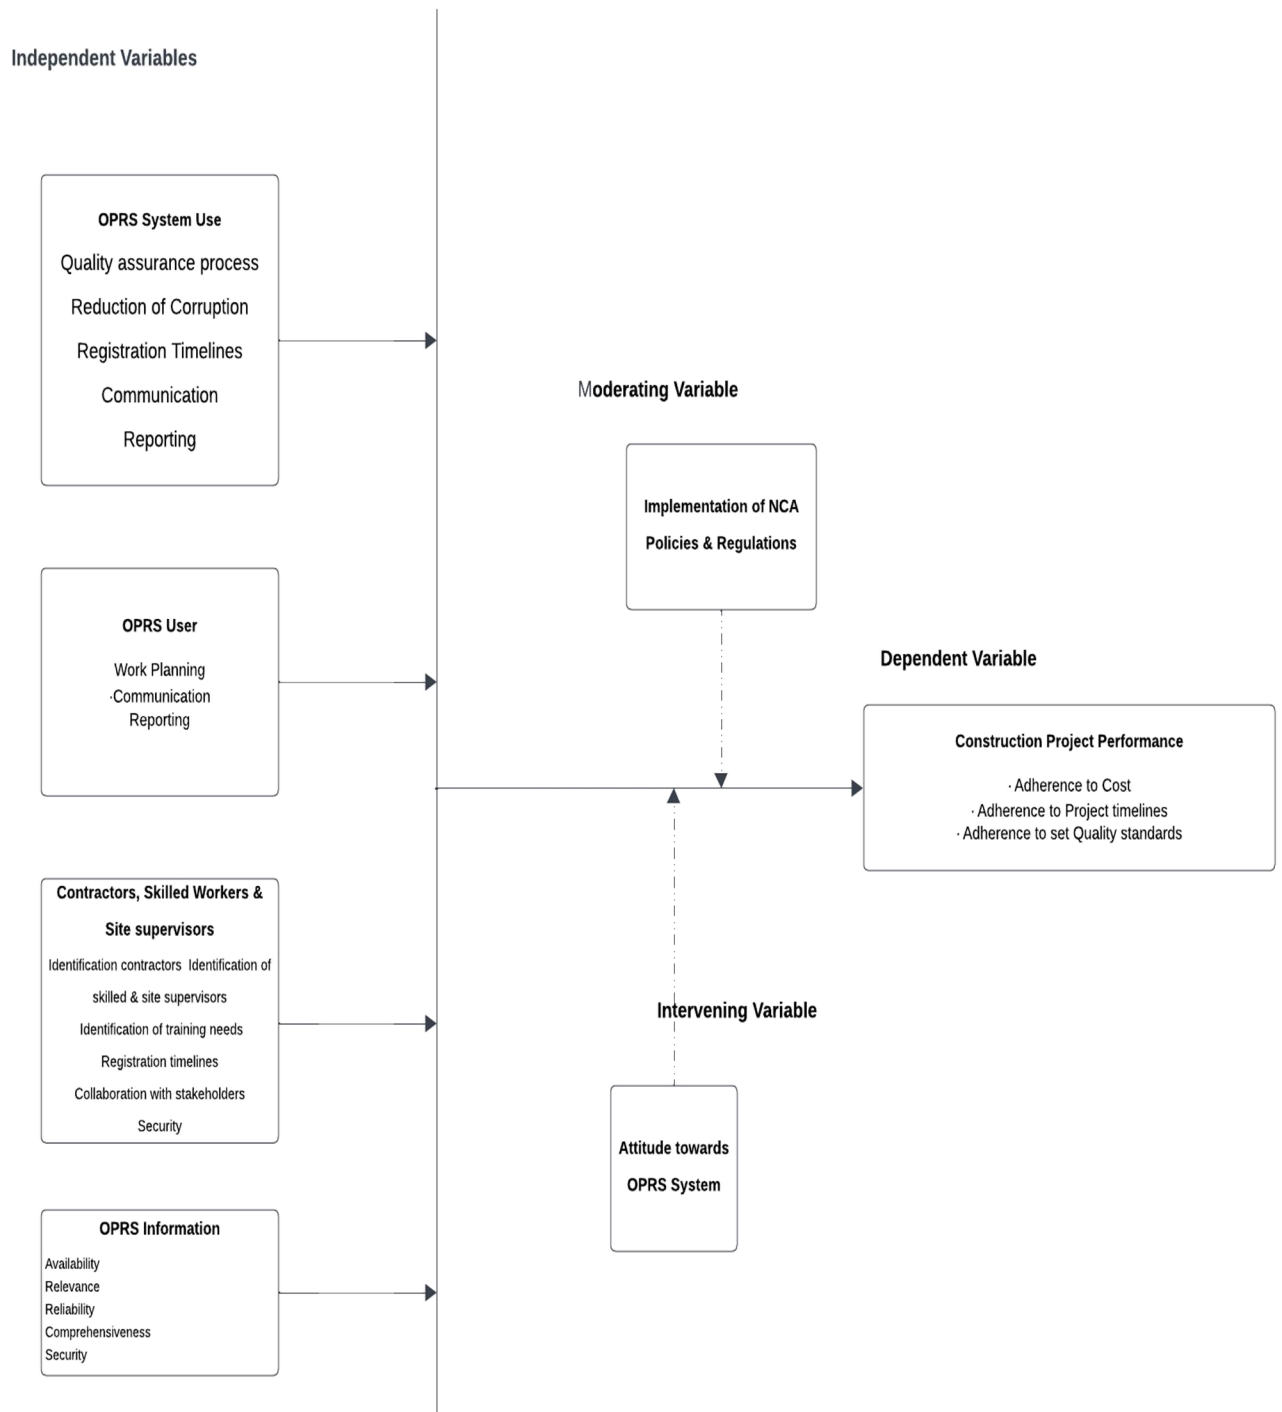 Independent Variables
OPRS System Use
Quality assurance process
Reduction of Corruption
Registration Timelines
Communication
Reporting
Moderating Variable
Implementation of NCA
Policies & Regulations
OPRS User
Work Planning
·Communication
Reporting
Dependent Variable
Construction Project Performance
· Adherence to Cost
· Adherence to Project timelines
· Adherence to set Quality standards
Contractors, Skilled Workers &
Site supervisors
Identification contractors Identification of
skilled & site supervisors
Identification of training needs
Registration timelines
Collaboration with stakeholders
Security
Intervening Variable
Attitude towards
OPRS System
OPRS Information
Availability
Relevance
Reliability
Comprehensiveness
Security